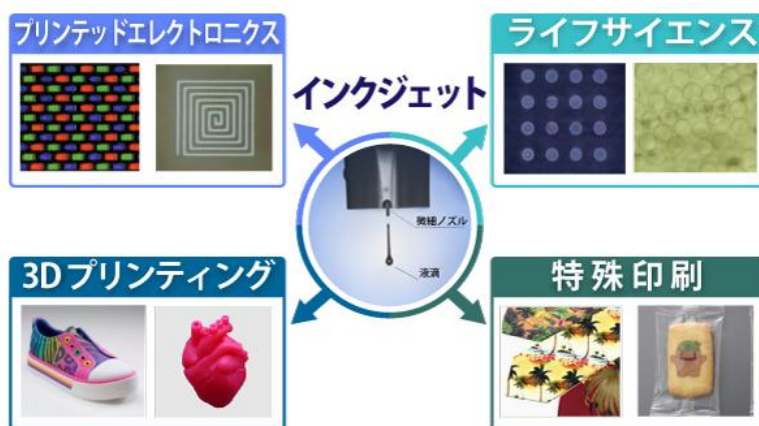 プリンテッドエレクトロニクス
ライフサイエンス
インクジェット
微細ノズル
液滴
3Dプリンティング
特殊印刷